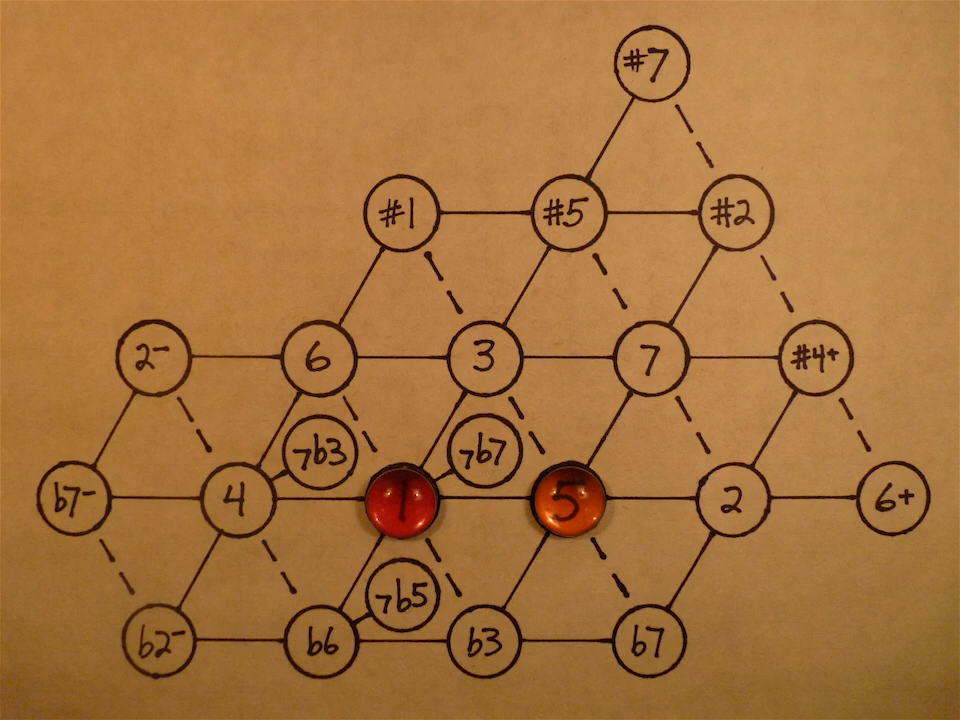 #7
#1 #5 #2
2- 6 3 7 #4+
7b3 7b7
b7- 4 1 5 2 6+
7b5
b2- b6 b3 b7